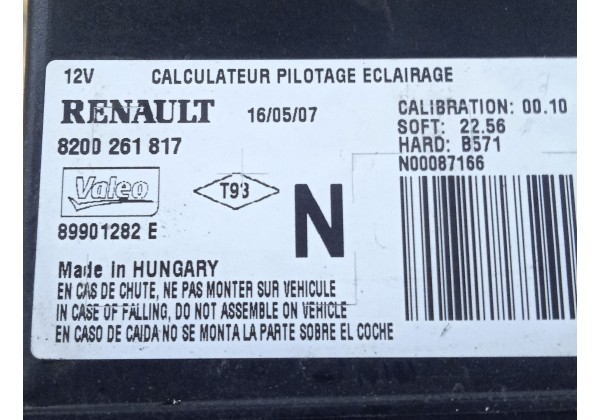 12V CALCULATEUR PILOTAGE ECLAIRAGE
RENAULT 16/05/07
8200 261 817
CALIBRATION: 00.10
SOFT: 22.56
HARD: B571
N00087166
Valeo
T93
N
89901282 E
Made In HUNGARY
EN CAS DE CHUTE, NE PAS MONTER SUR VEHICULE
IN CASE OF FALLING, DO NOT ASSEMBLE ON VEHICLE
EN CASO DE CAIDA NO SE MONTA LA PARTE SOBRE EL COCHE